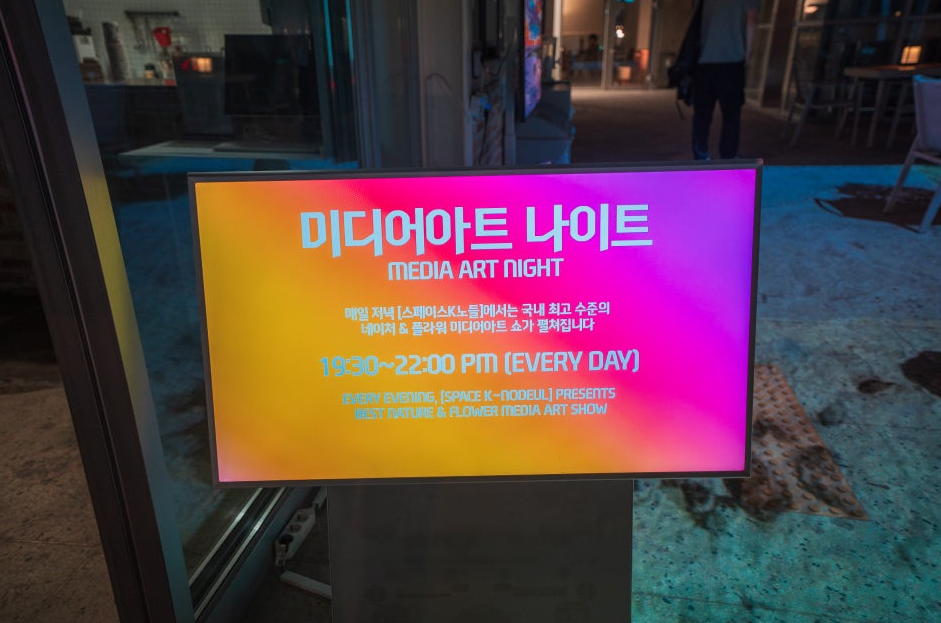 미디어아트 나이트
MEDIA ART NIGHT
매일 저녁 [스페이스K노들]에서는 국내 최고 수준의
네이처 & 플라워 미디어아트 쇼가 펼쳐집니다
19:30~22:00 PM (EVERY DAY)
EVERY EVENING, [SPACE K-NODEUL] PRESENTS
BEST NATURE & FLOWER MEDIA ART SHOW